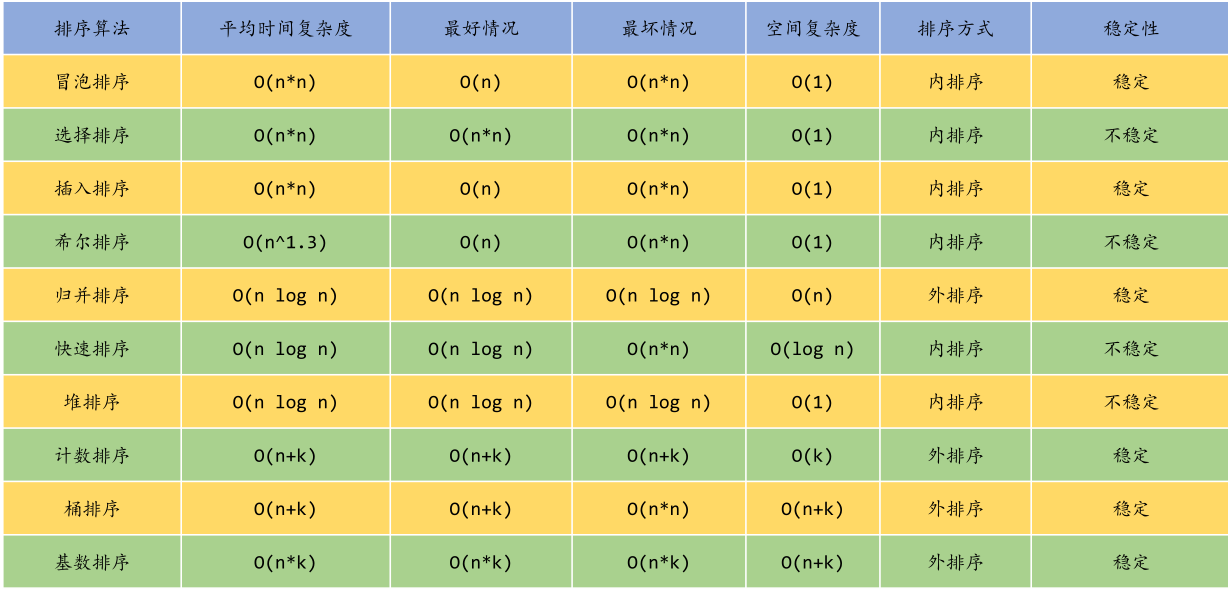 排序算法 平均时间复杂度 最好情况 最坏情况 空间复杂度 排序方式 稳定性
冒泡排序 O(n*n) O(n) O(n*n) O(1) 内排序 稳定
选择排序 O(n*n) O(n*n) O(n*n) O(1) 内排序 不稳定
插入排序 O(n*n) O(n) O(n*n) O(1) 内排序 稳定
希尔排序 O(n^1.3) O(n) O(n*n) O(1) 内排序 不稳定
归并排序 O(n log n) O(n log n) O(n log n) O(n) 外排序 稳定
快速排序 O(n log n) O(n log n) O(n*n) O(log n) 内排序 不稳定
堆排序 O(n log n) O(n log n) O(n log n) O(1) 内排序 不稳定
计数排序 O(n+k) O(n+k) O(n+k) O(k) 外排序 稳定
桶排序 O(n+k) O(n+k) O(n*n) O(n+k) 外排序 稳定
基数排序 O(n*k) O(n*k) O(n*k) O(n+k) 外排序 稳定